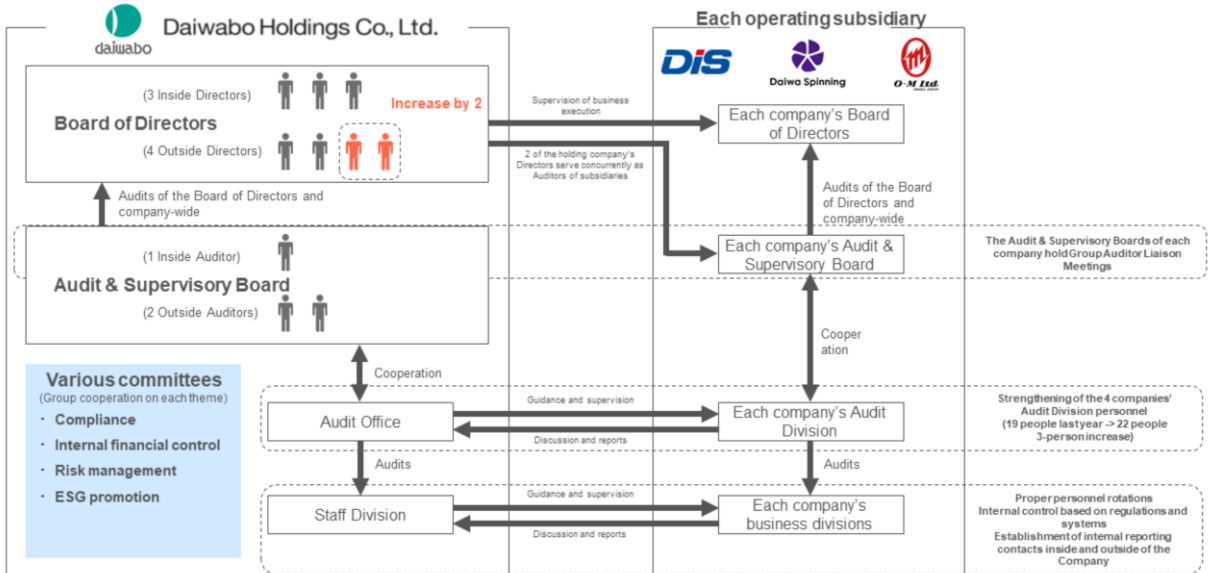 daiwabo
Daiwabo Holdings Co., Ltd.
Each operating subsidiary
DiS
Daiwa Spinning
O-M Ltd.
(3 Inside Directors)
Increase by 2
Board of Directors
(4 Outside Directors)
Supervision of business
execution
2 of the holding company's
Directors serve concurrently as
Auditors of subsidiaries
Each company's Board
of Directors
Audits of the Board of Directors and
company-wide
Audits of the Board
of Directors and
company-wide
(1 Inside Auditor)
Audit & Supervisory Board
(2 Outside Auditors)
Each company's Audit &
Supervisory Board
The Audit & Supervisory Boards of each
company hold Group Auditor Liaison
Meetings
Cooperation
Cooper
ation
Various committees
(Group cooperation on each theme)
・ Compliance
・ Internal financial control
・ Risk management
・ ESG promotion
Audit Office
Guidance and supervision
Discussion and reports
Each company's Audit
Division
Strengthening of the 4 companies'
Audit Division personnel
(19 people last year -> 22 people
3-person increase)
Audits
Audits
Staff Division
Guidance and supervision
Discussion and reports
Each company's
business divisions
Proper personnel rotations
Internal control based on regulations and
systems
Establishment of internal reporting
contacts inside and outside of the
Company